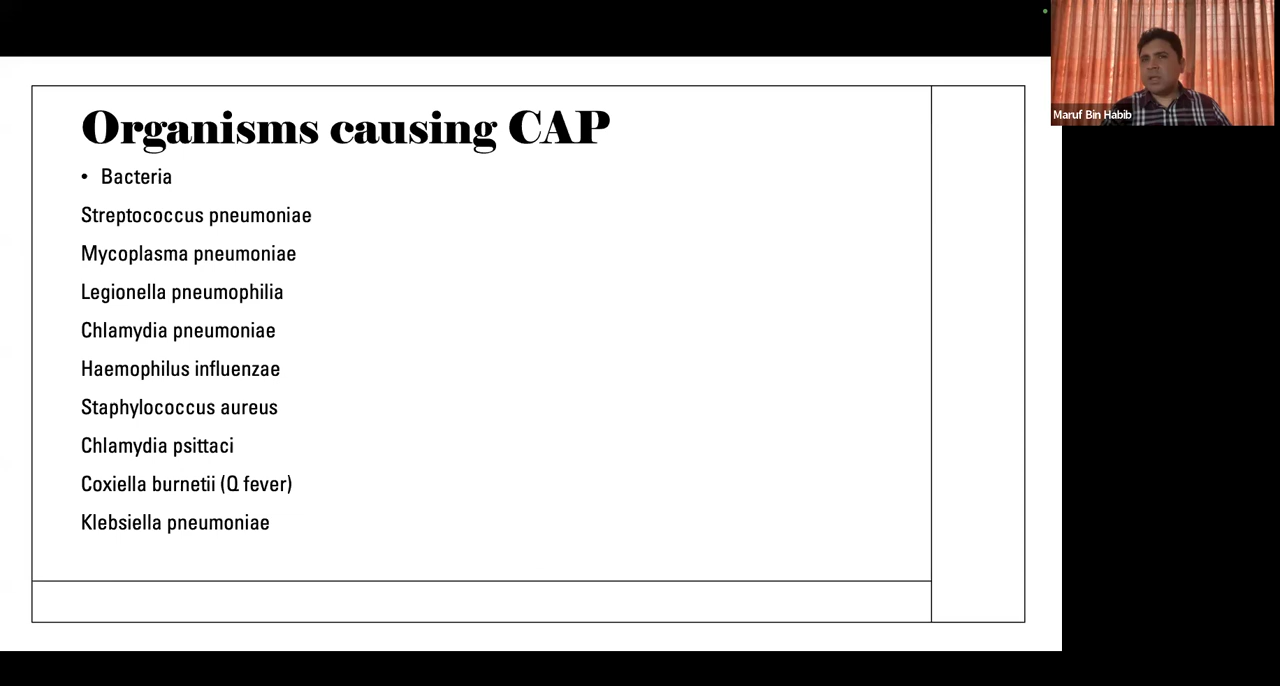 Organisms causing CAP
• Bacteria
Streptococcus pneumoniae
Mycoplasma pneumoniae
Legionella pneumophilia
Chlamydia pneumoniae
Haemophilus influenzae
Staphylococcus aureus
Chlamydia psittaci
Coxiella burnetii (Q fever)
Klebsiella pneumoniae
Maruf Bin Habib